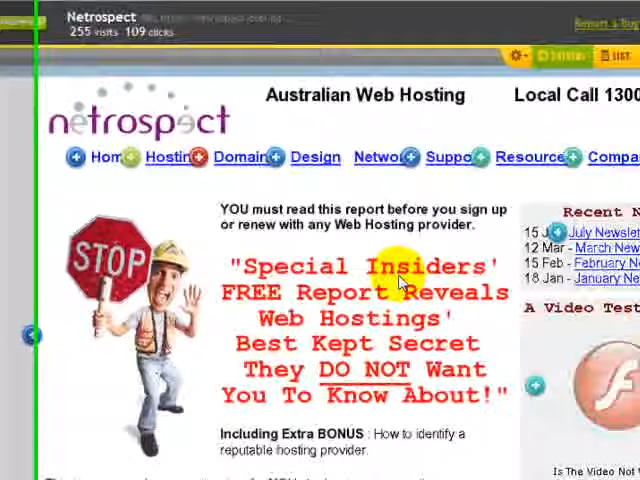 Netrospect
255 visits 109 clicks
Report a Bug
LIST
netrospect
Australian Web Hosting
Local Call 1300
Hom
Hostin
Domain
Design
Netwo
Suppo
Resource
Compa
STOP
YOU must read this report before you sign up
or renew with any Web Hosting provider.
"Special Insiders'
FREE Report Reveals
Web Hostings'
Best Kept Secret
They DO NOT Want
You To Know About!"
Including Extra BONUS : How to identify a
reputable hosting provider.
Recent N
15 J July Newslet
12 Mar - March New
15 Feb - February N
18 Jan - January Ne
A Video Test
Is The Video Not